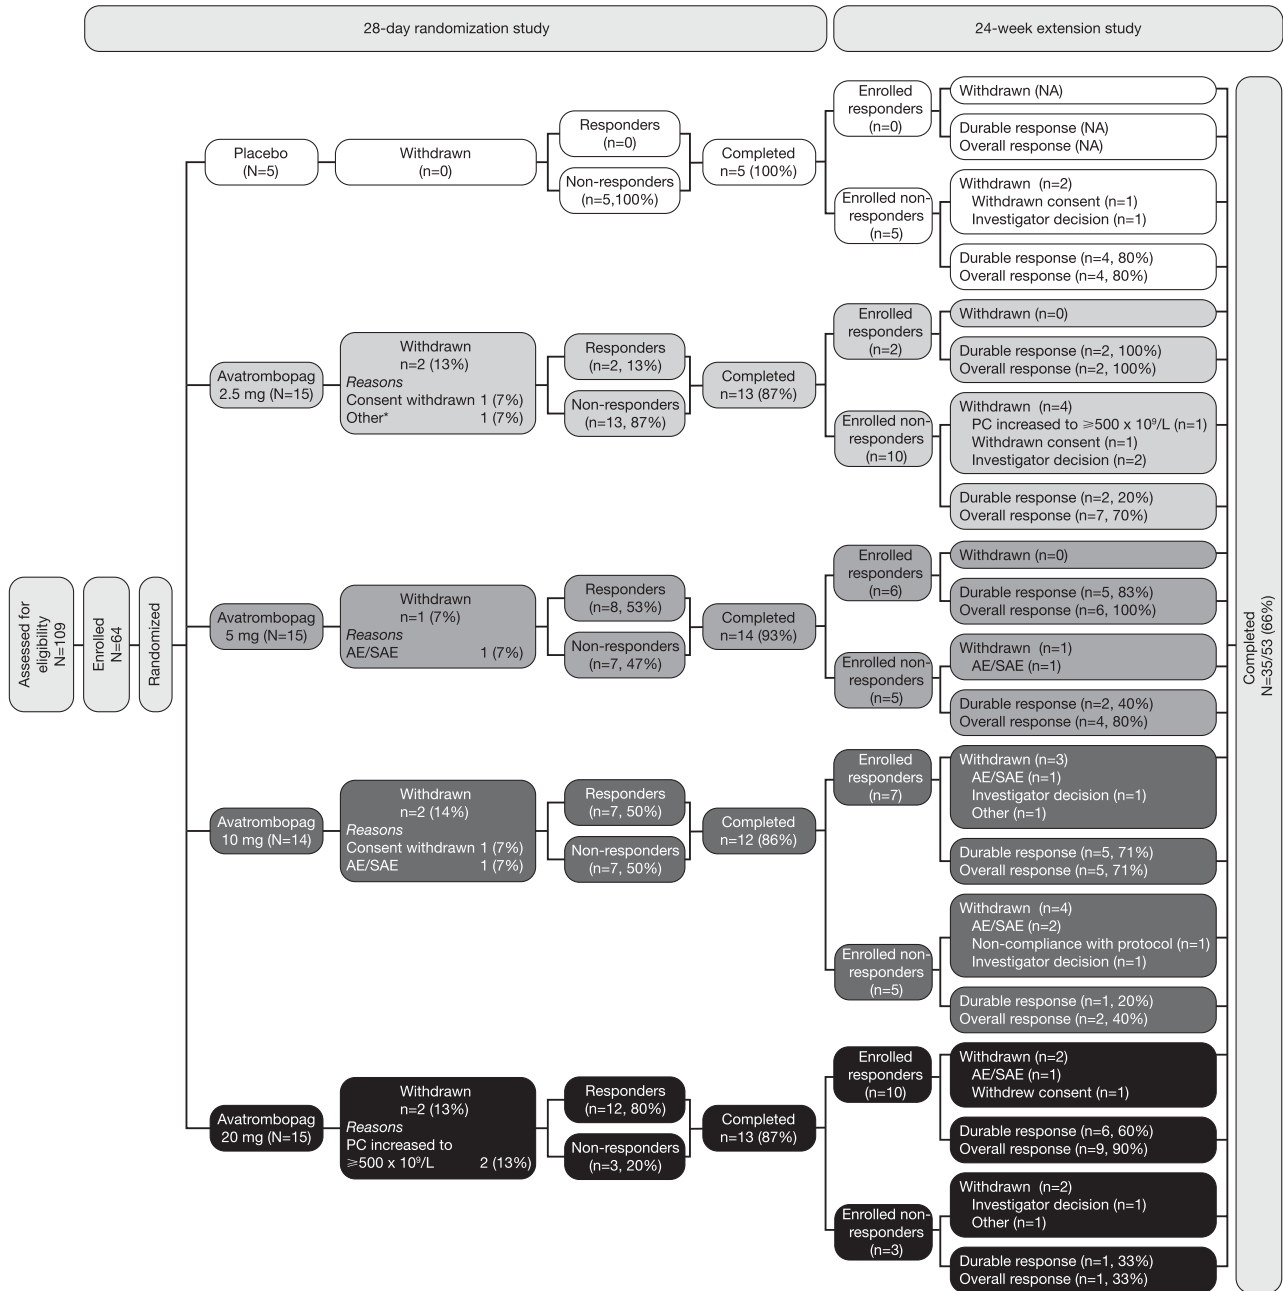 28-day randomization study
24-week extension study
Assessed for
eligibility
N=109
Enrolled
N=64
Randomized
Placebo
(N=5)
Withdrawn
(n=0)
Responders
(n=0)
Non-responders
(n=5,100%)
Completed
n=5 (100%)
Enrolled
responders
(n=0)
Withdrawn (NA)
Durable response (NA)
Overall response (NA)
Enrolled non-
responders
(n=5)
Withdrawn (n=2)
Withdrawn consent (n=1)
Investigator decision (n=1)
Durable response (n=4, 80%)
Overall response (n=4, 80%)
Avatrombopag
2.5 mg (N=15)
Withdrawn
n=2 (13%)
Reasons
Consent withdrawn 1 (7%)
Other* 1 (7%)
Responders
(n=2, 13%)
Non-responders
(n=13, 87%)
Completed
n=13 (87%)
Enrolled
responders
(n=2)
Withdrawn (n=0)
Durable response (n=2, 100%)
Overall response (n=2, 100%)
Enrolled non-
responders
(n=10)
Withdrawn (n=4)
PC increased to ⩾500 x 10⁹/L (n=1)
Withdrawn consent (n=1)
Investigator decision (n=2)
Durable response (n=2, 20%)
Overall response (n=7, 70%)
Avatrombopag
5 mg (N=15)
Withdrawn
n=1 (7%)
Reasons
AE/SAE 1 (7%)
Responders
(n=8, 53%)
Non-responders
(n=7, 47%)
Completed
n=14 (93%)
Enrolled
responders
(n=6)
Withdrawn (n=0)
Durable response (n=5, 83%)
Overall response (n=6, 100%)
Enrolled non-
responders
(n=5)
Withdrawn (n=1)
AE/SAE (n=1)
Durable response (n=2, 40%)
Overall response (n=4, 80%)
Avatrombopag
10 mg (N=14)
Withdrawn
n=2 (14%)
Reasons
Consent withdrawn 1 (7%)
AE/SAE 1 (7%)
Responders
(n=7, 50%)
Non-responders
(n=7, 50%)
Completed
n=12 (86%)
Enrolled
responders
(n=7)
Withdrawn (n=3)
AE/SAE (n=1)
Investigator decision (n=1)
Other (n=1)
Durable response (n=5, 71%)
Overall response (n=5, 71%)
Enrolled non-
responders
(n=5)
Withdrawn (n=4)
AE/SAE (n=2)
Non-compliance with protocol (n=1)
Investigator decision (n=1)
Durable response (n=1, 20%)
Overall response (n=2, 40%)
Avatrombopag
20 mg (N=15)
Withdrawn
n=2 (13%)
Reasons
PC increased to
⩾500 x 10⁹/L 2 (13%)
Responders
(n=12, 80%)
Non-responders
(n=3, 20%)
Completed
n=13 (87%)
Enrolled
responders
(n=10)
Withdrawn (n=2)
AE/SAE (n=1)
Withdrew consent (n=1)
Durable response (n=6, 60%)
Overall response (n=9, 90%)
Enrolled non-
responders
(n=3)
Withdrawn (n=2)
Investigator decision (n=1)
Other (n=1)
Durable response (n=1, 33%)
Overall response (n=1, 33%)
Completed
N=35/53 (66%)